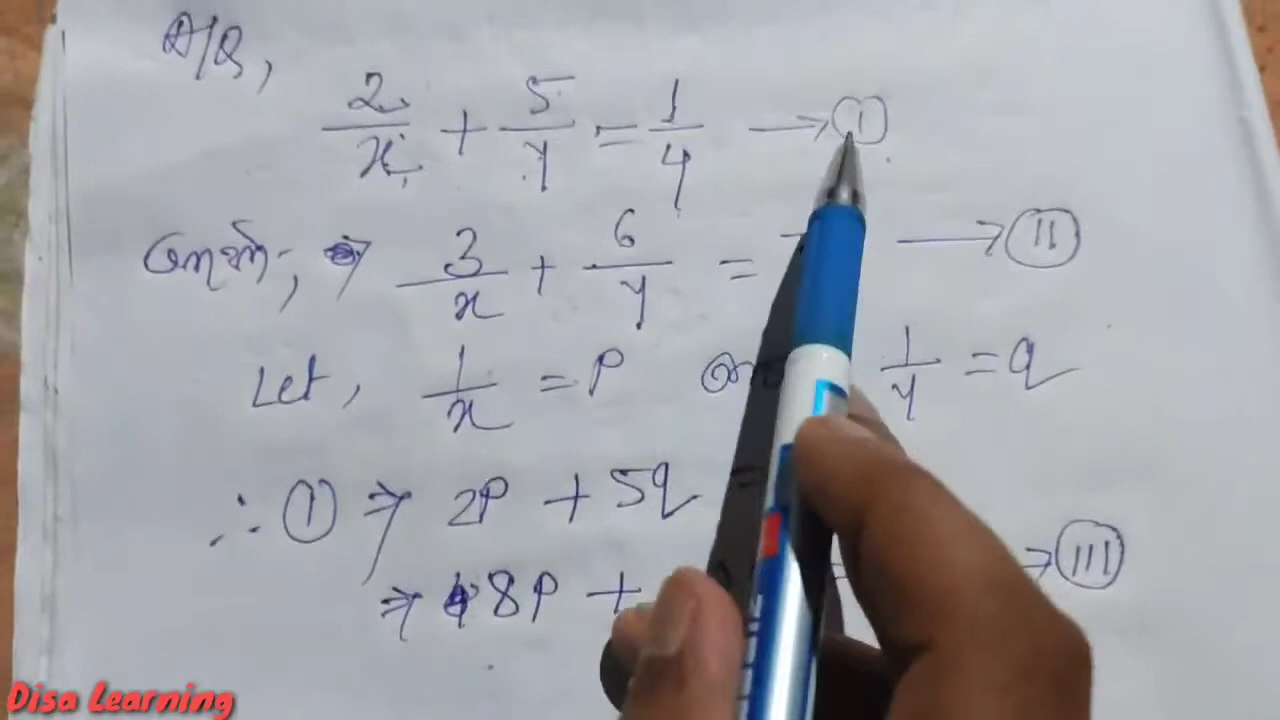 A/Q,
2/x + 5/y = 1/4 → (I)
⇒ 3/x + 6/y = → (II)
Let, 1/x = P 1/y = q
∴ (I) ⇒ 2P + 5q
⇒ 8P + → (III)
Disa Learning